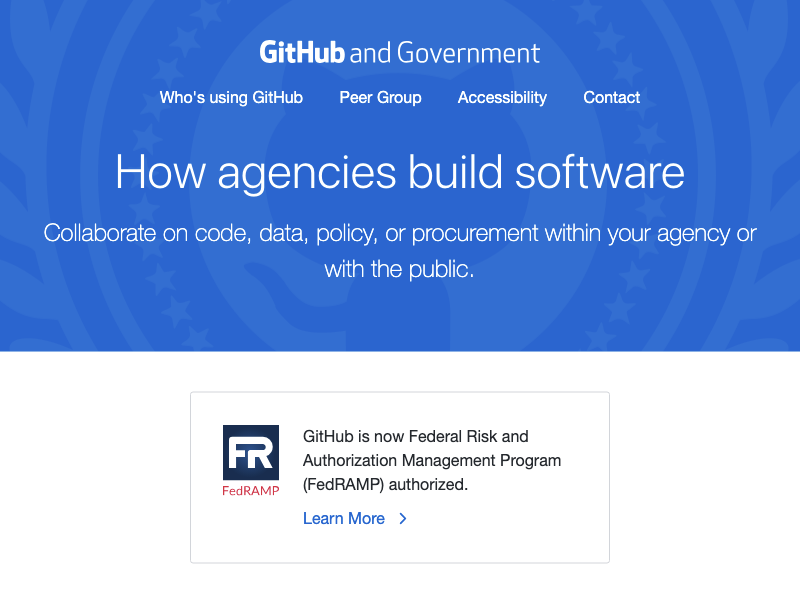 GitHub and Government
Who's using GitHub Peer Group Accessibility Contact
How agencies build software
Collaborate on code, data, policy, or procurement within your agency or
with the public.
FR
FedRAMP
GitHub is now Federal Risk and
Authorization Management Program
(FedRAMP) authorized.
Learn More